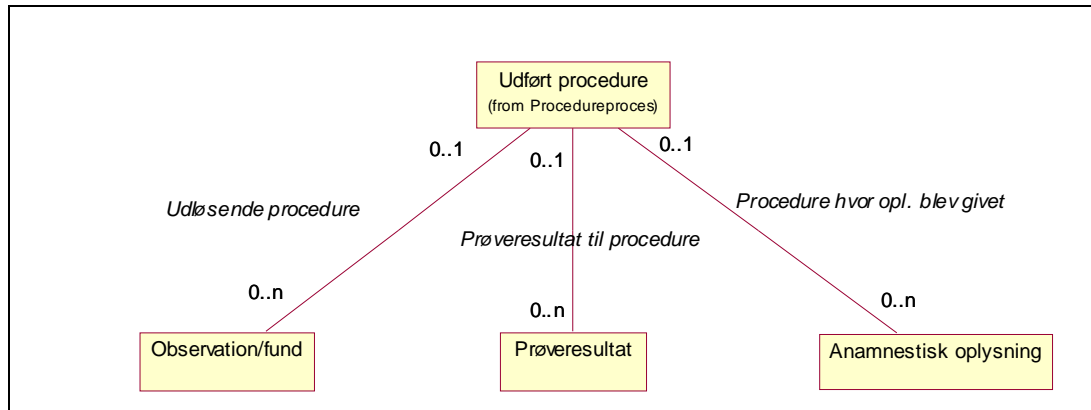 Udført procedure
(from Procedureproces)
0..1
0..1
0..1
Udløsende procedure
Procedure hvor opl. blev givet
Prøveresultat til procedure
0..n
0..n
0..n
Observation/fund
Prøveresultat
Anamnestisk oplysning